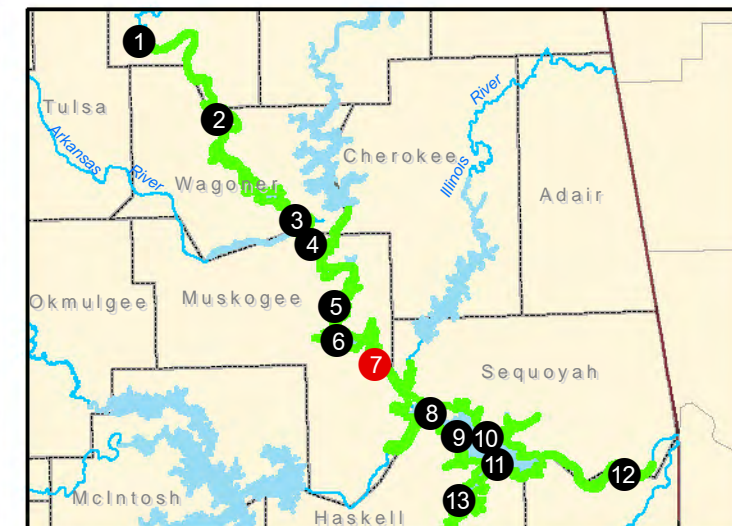 1
2
Tulsa
Arkansas
River
Wagoner
Cherokee
River
Illinois
Adair
3
4
Okmulgee
Muskogee
5
6
7
Sequoyah
8
9
10
11
12
13
McIntosh
Haskell